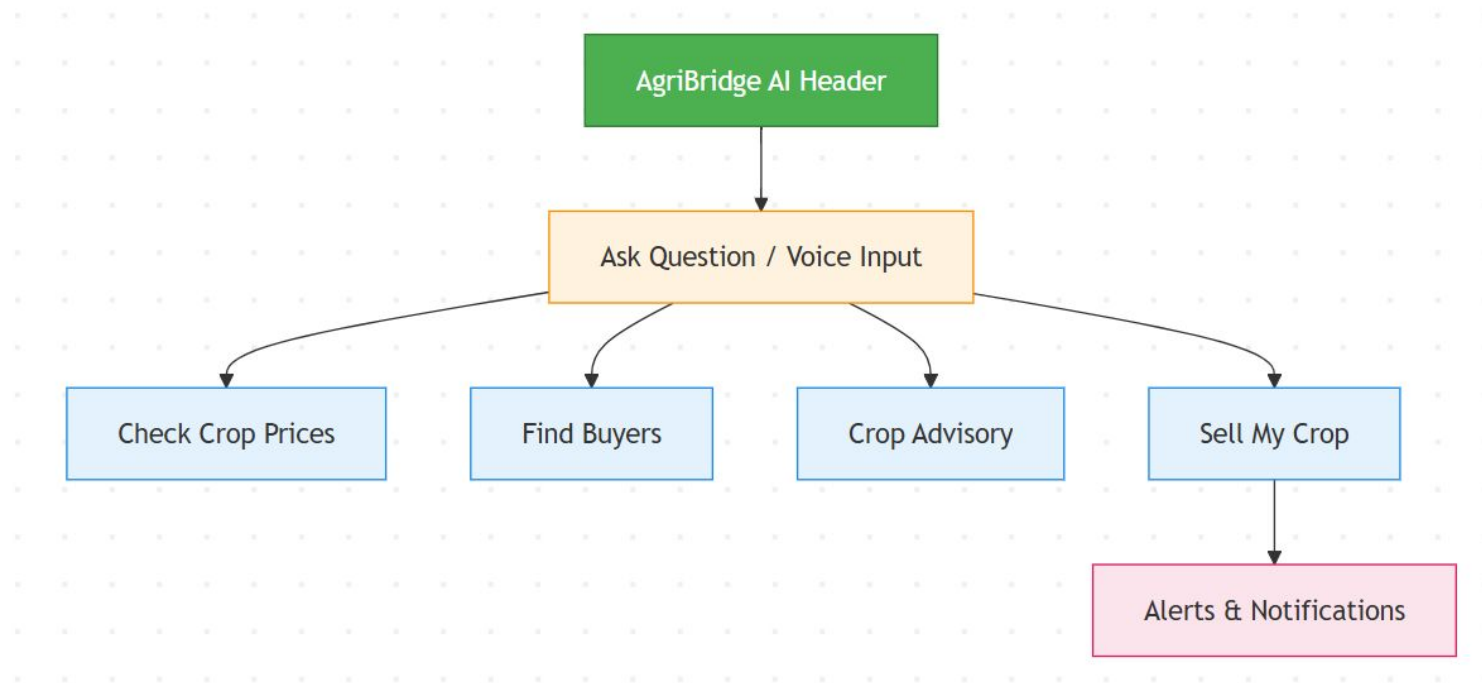 AgriBridge AI Header
Ask Question / Voice Input
Check Crop Prices
Find Buyers
Crop Advisory
Sell My Crop
Alerts & Notifications